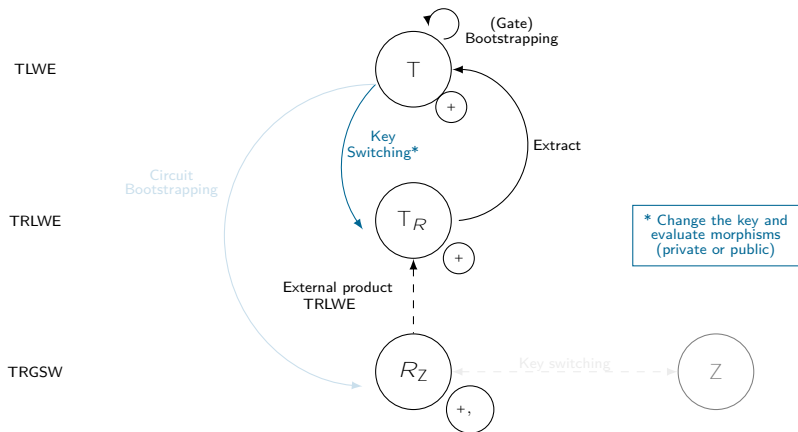 (Gate)
Bootstrapping
TLWE
T
+
Key
Switching*
Extract
Circuit
Bootstrapping
TRLWE
T_R
+
* Change the key and
evaluate morphisms
(private or public)
External product
TRLWE
TRGSW
R_Z
Key switching
Z
+,